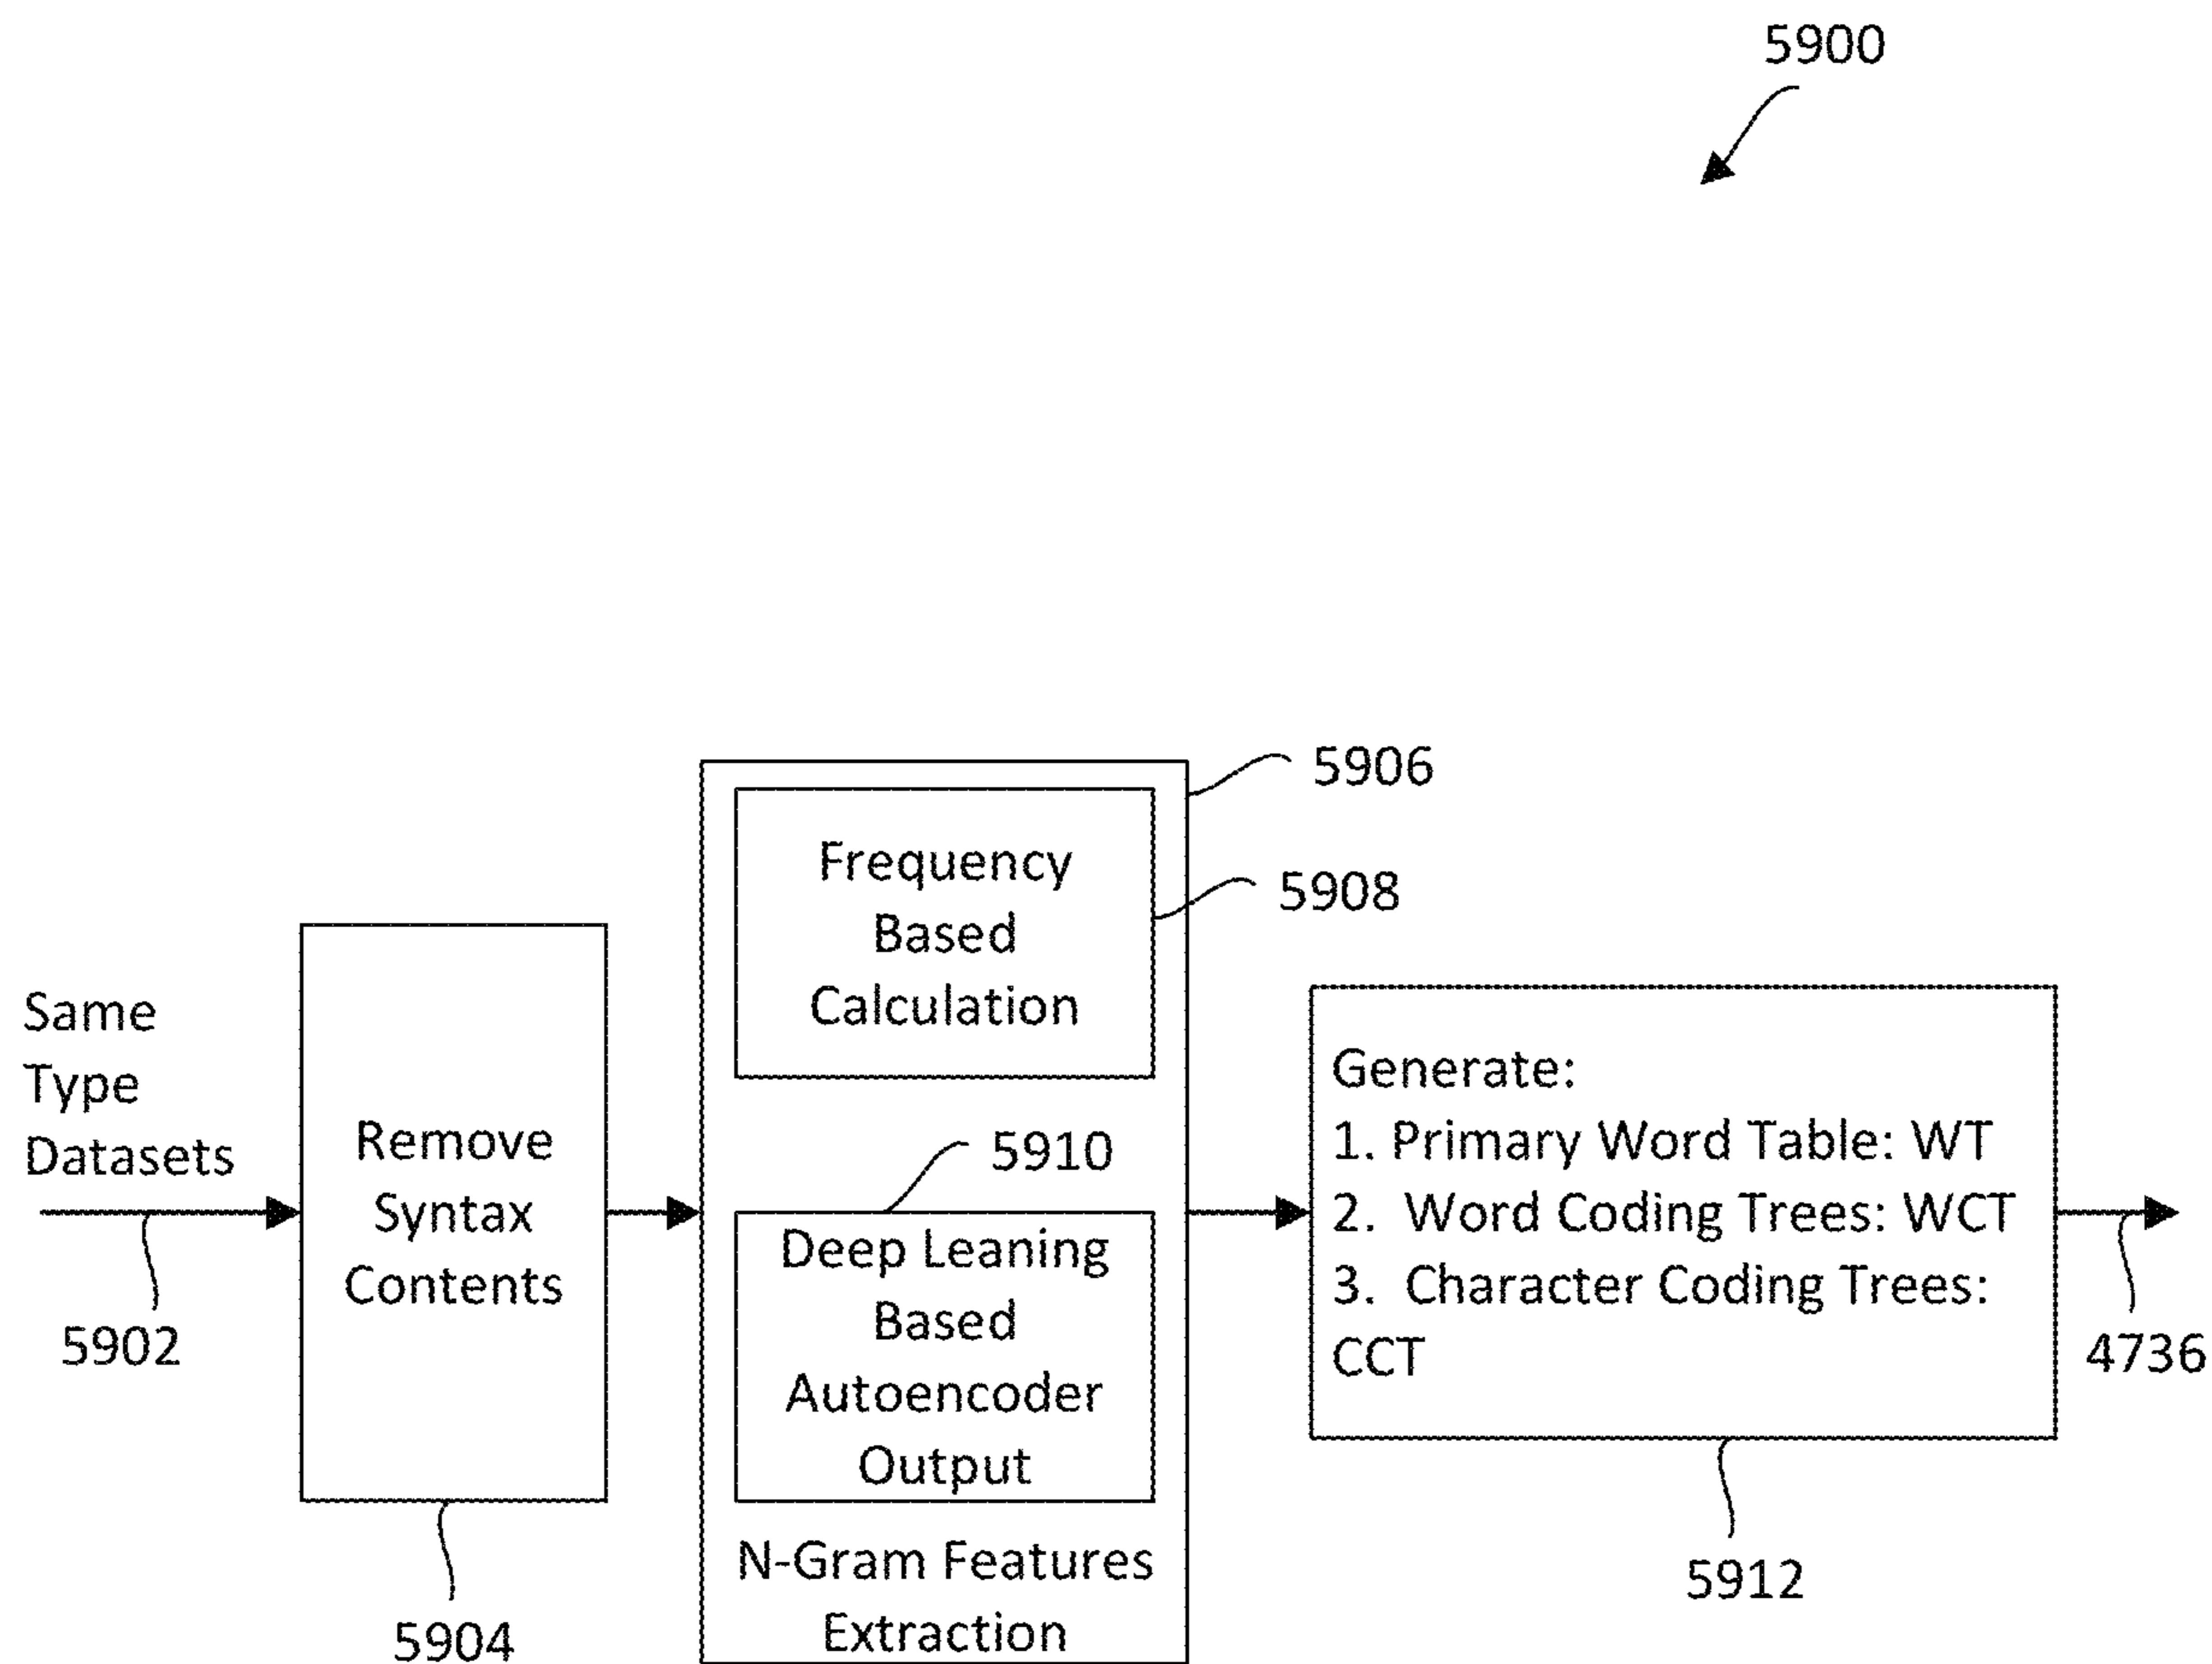 5900
5906
Frequency
Based
Calculation
5908
Same
Type
Datasets
5902
Remove
Syntax
Contents
5904
5910
Deep Leaning
Based
Autoencoder
Output
N-Gram Features
Extraction
Generate:
1. Primary Word Table: WT
2. Word Coding Trees: WCT
3. Character Coding Trees:
CCT
4736
5912